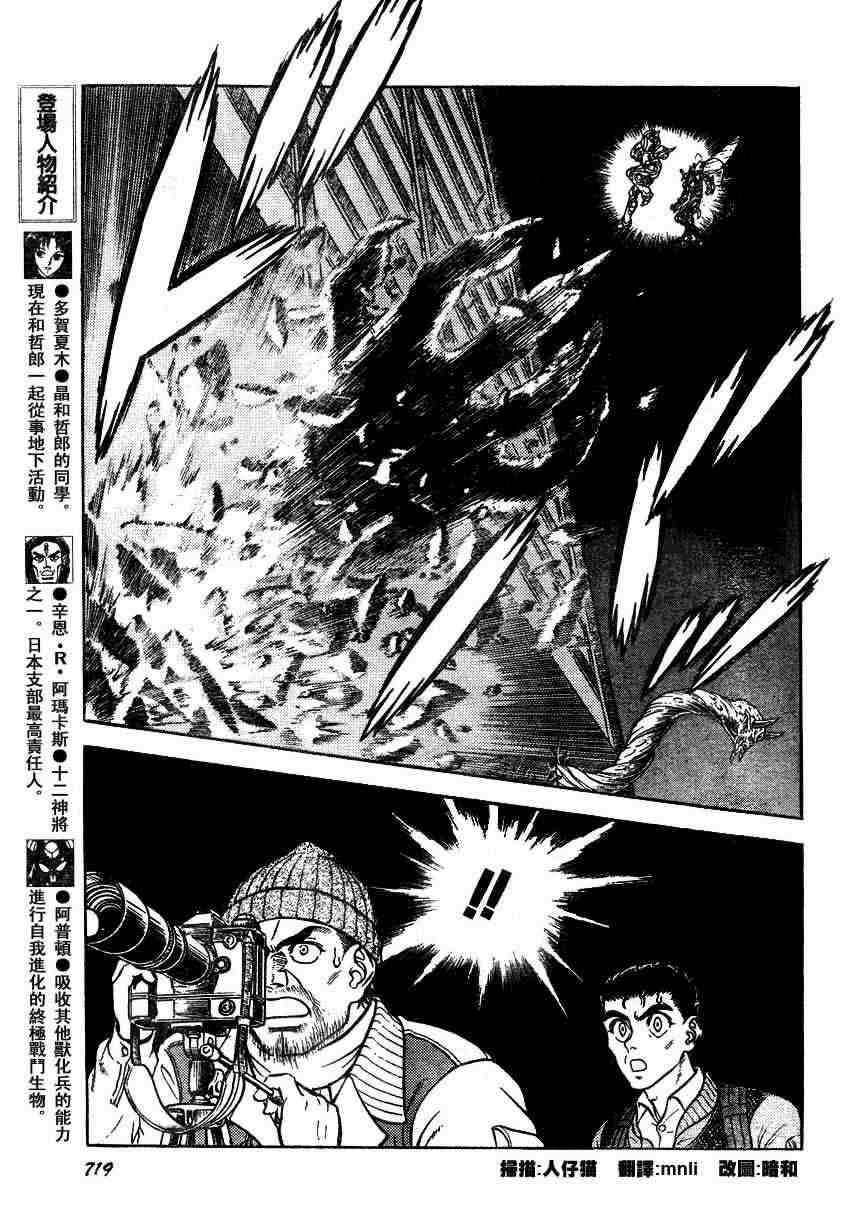 登場人物紹介
●多賀夏木●晶和哲郎的同學。
現在和哲郎一起從事地下活動。
●辛恩・R・阿瑪卡斯●十二神將
之一。日本支部最高責任人。
●阿普頓●吸收其他獸化兵的能力
進行自我進化的終極戰鬥生物。
!!
719
掃描:人仔猫 翻譯:mnli 改圖:暗和